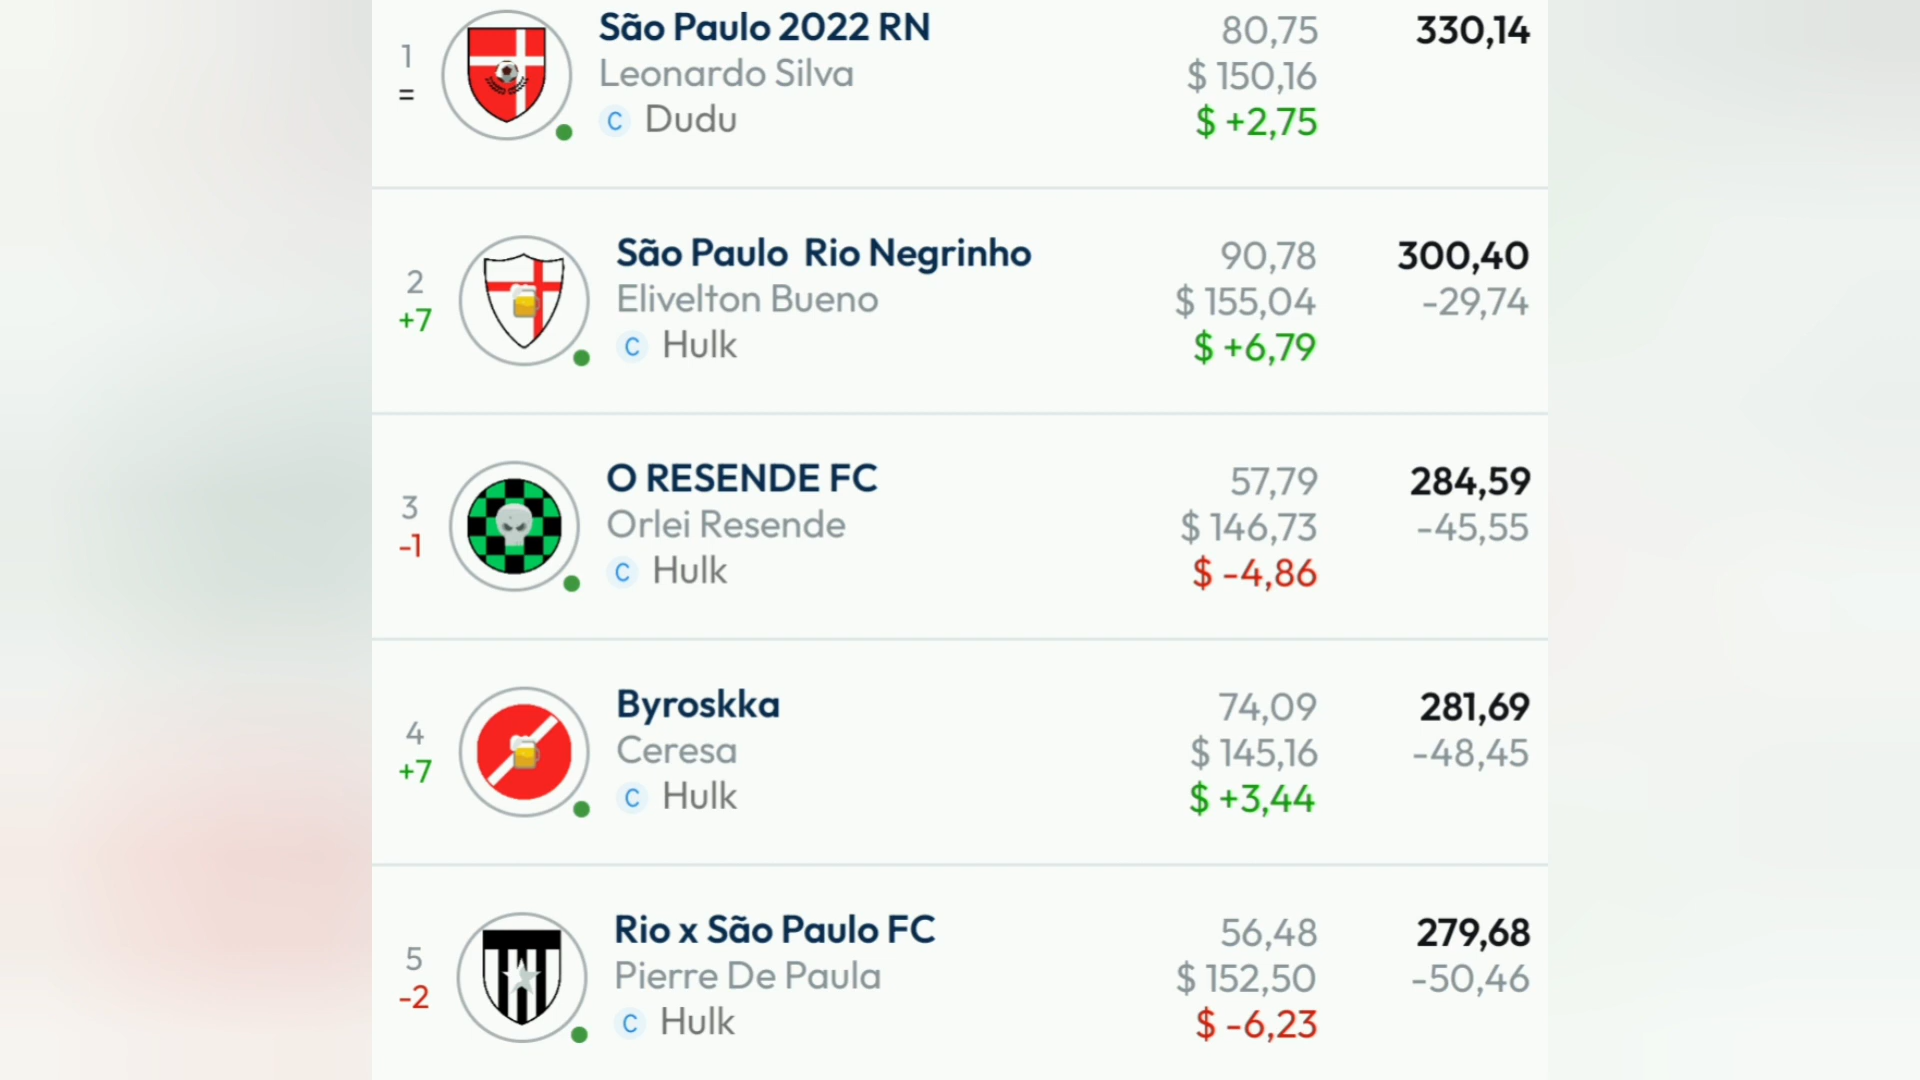 São Paulo 2022 RN 80,75 330,14
1 Leonardo Silva $ 150,16
= C Dudu $ +2,75
São Paulo Rio Negrinho 90,78 300,40
2 Elivelton Bueno $ 155,04 -29,74
+7 C Hulk $ +6,79
O RESENDE FC 57,79 284,59
3 Orlei Resende $ 146,73 -45,55
-1 C Hulk $ -4,86
Byroskka 74,09 281,69
4 Ceresa $ 145,16 -48,45
+7 C Hulk $ +3,44
Rio x São Paulo FC 56,48 279,68
5 Pierre De Paula $ 152,50 -50,46
-2 C Hulk $ -6,23